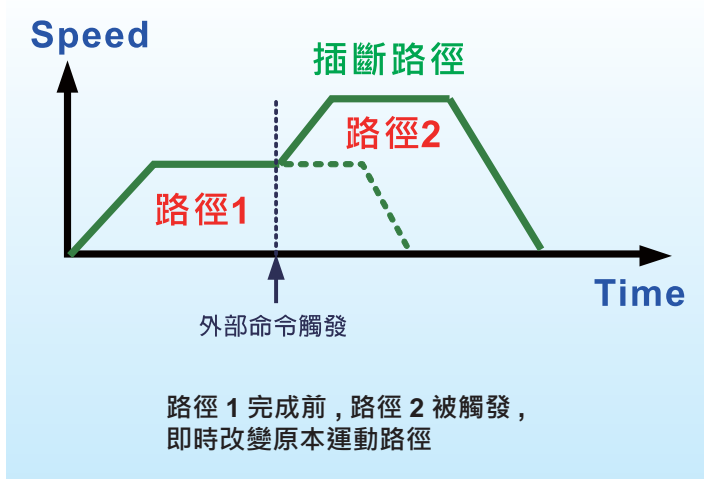 Speed
插斷路徑
路徑2
路徑1
Time
外部命令觸發
路徑 1 完成前 , 路徑 2 被觸發 ,
即時改變原本運動路徑